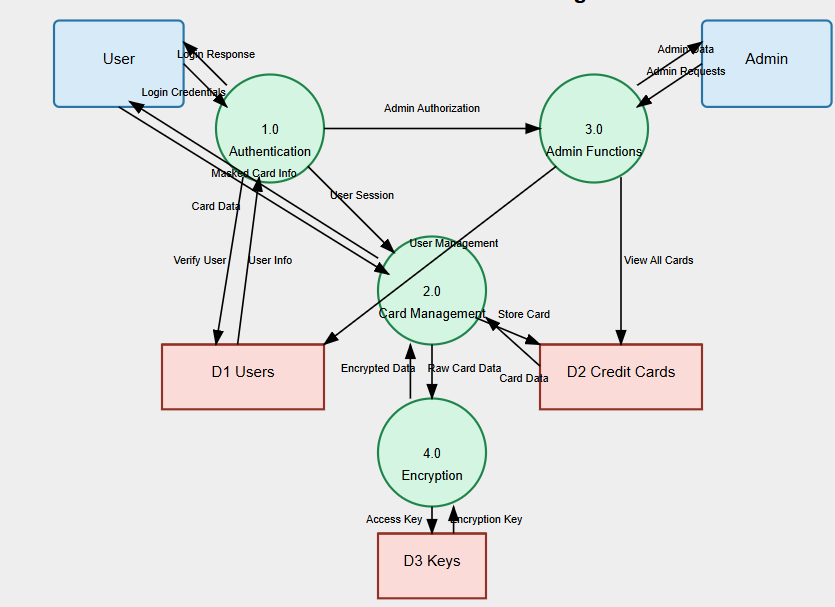 User
Admin
Login Response
Admin Data
Admin Requests
Login Credentials
Admin Authorization
1.0
Authentication
3.0
Admin Functions
Masked Card Info
User Session
Card Data
User Management
Verify User
User Info
View All Cards
2.0
Card Management
Store Card
Encrypted Data
Raw Card Data
Card Data
D1 Users
D2 Credit Cards
4.0
Encryption
Access Key
Encryption Key
D3 Keys